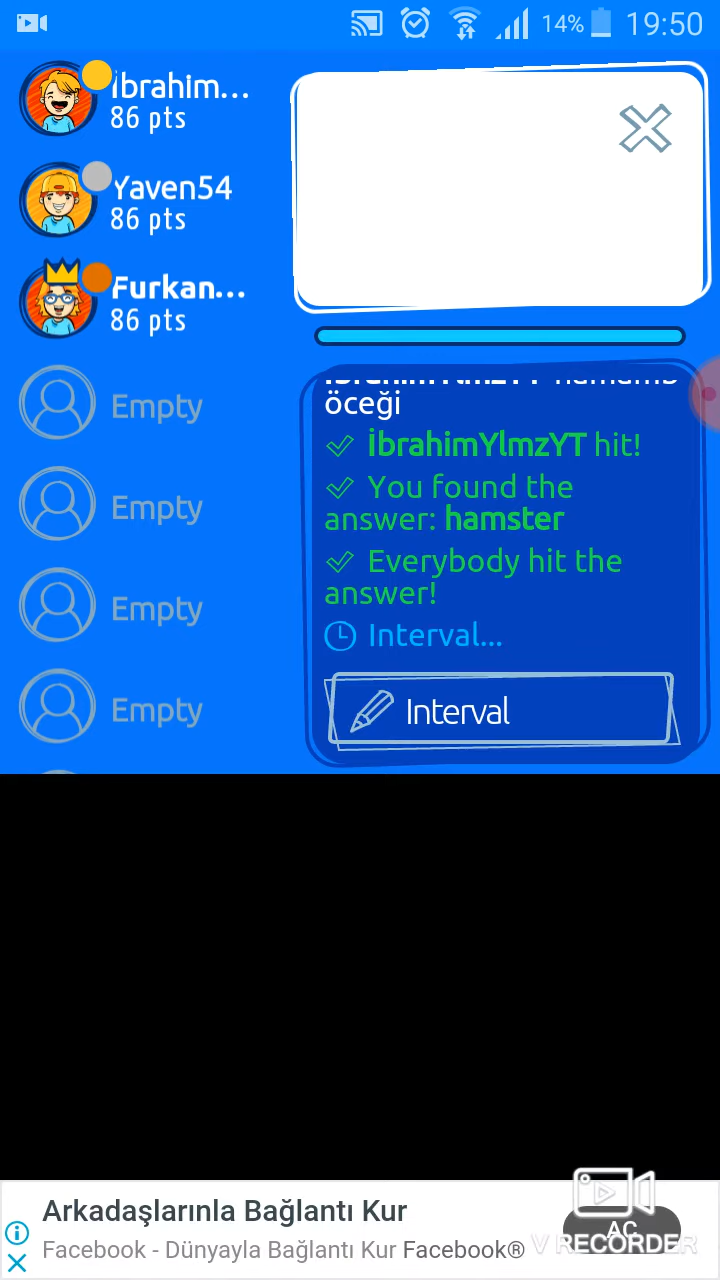 14% 19:50
İbrahim...
86 pts
Yaven54
86 pts
Furkan...
86 pts
Empty
Empty
Empty
Empty
öceği
İbrahimYlmzYT hit!
You found the
answer: hamster
Everybody hit the
answer!
Interval...
Interval
Arkadaşlarınla Bağlantı Kur
Facebook - Dünyayla Bağlantı Kur Facebook®
AÇ
V RECORDER